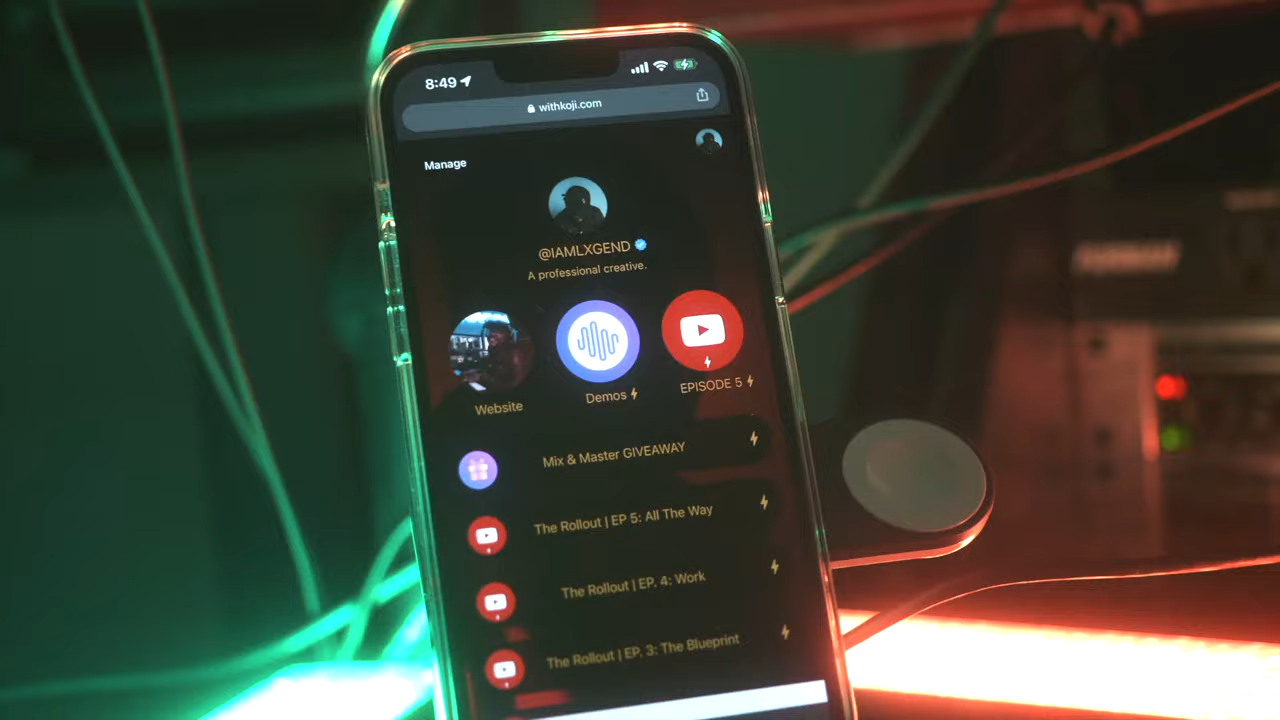 8:49
withkoji.com
Manage
@IAMLXGEND
A professional creative.
Website
Demos
EPISODE 5
Mix & Master GIVEAWAY
The Rollout | EP 5: All The Way
The Rollout | EP. 4: Work
The Rollout | EP. 3: The Blueprint
FURMAN